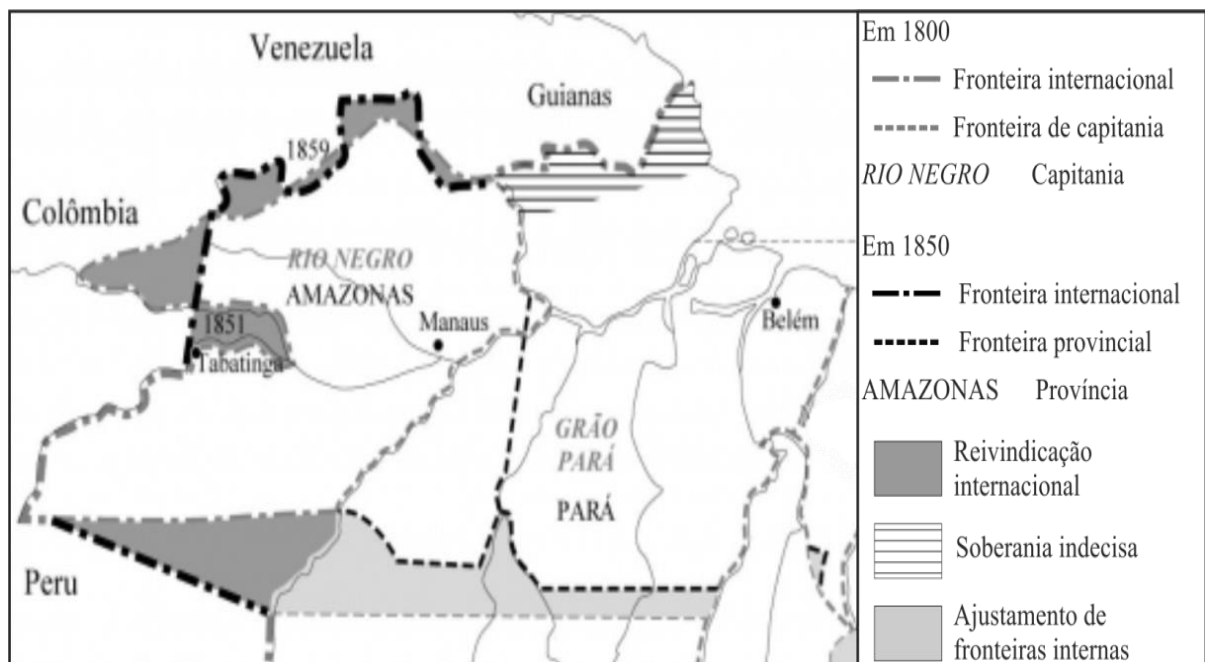 Venezuela
Guianas
1859
Colômbia
RIO NEGRO
AMAZONAS
1851
Manaus
Tabatinga
Belém
GRÃO
PARÁ
PARÁ
Peru
Em 1800
Fronteira internacional
Fronteira de capitania
RIO NEGRO Capitania
Em 1850
Fronteira internacional
Fronteira provincial
AMAZONAS Província
Reivindicação
internacional
Soberania indecisa
Ajustamento de
fronteiras internas